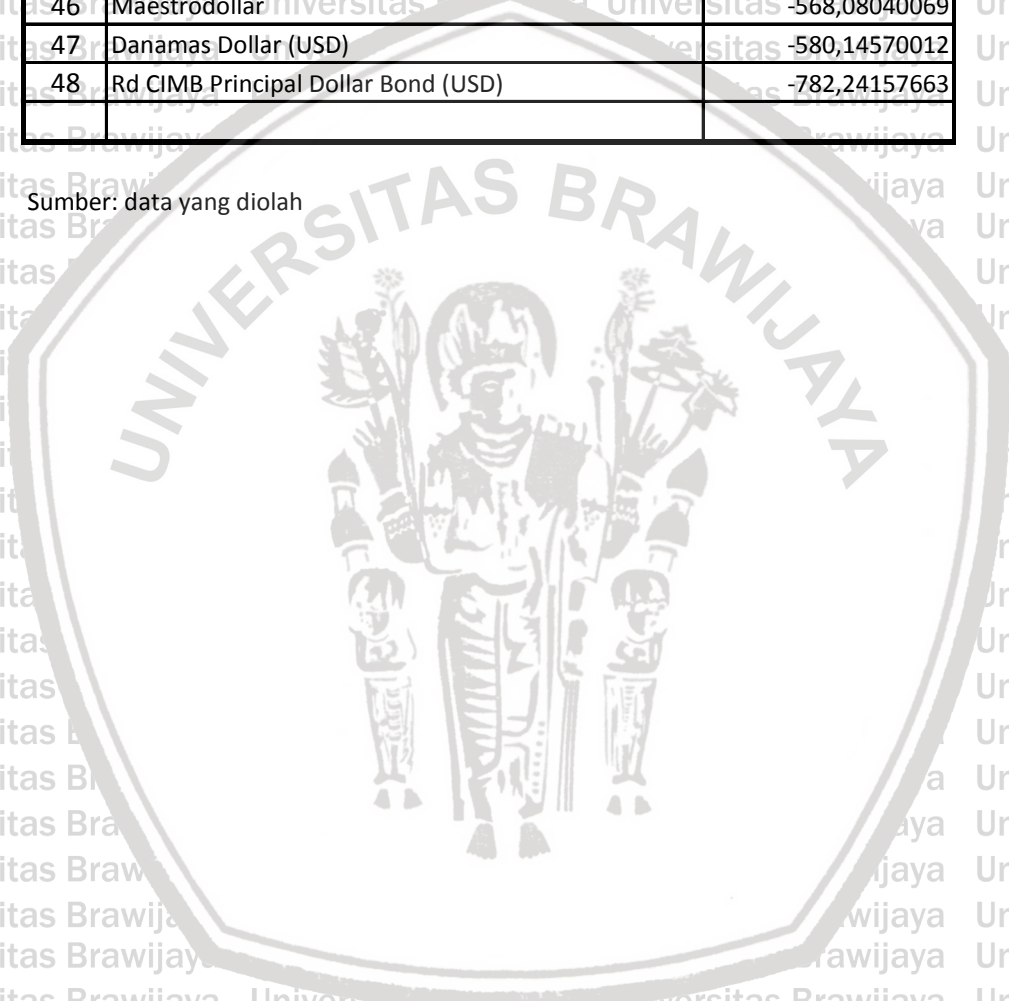 46 Maestrodollar -568,08040069
47 Danamas Dollar (USD) -580,14570012
48 Rd CIMB Principal Dollar Bond (USD) -782,24157663
Sumber: data yang diolah
UNIVERSITAS BRAWIJAYA